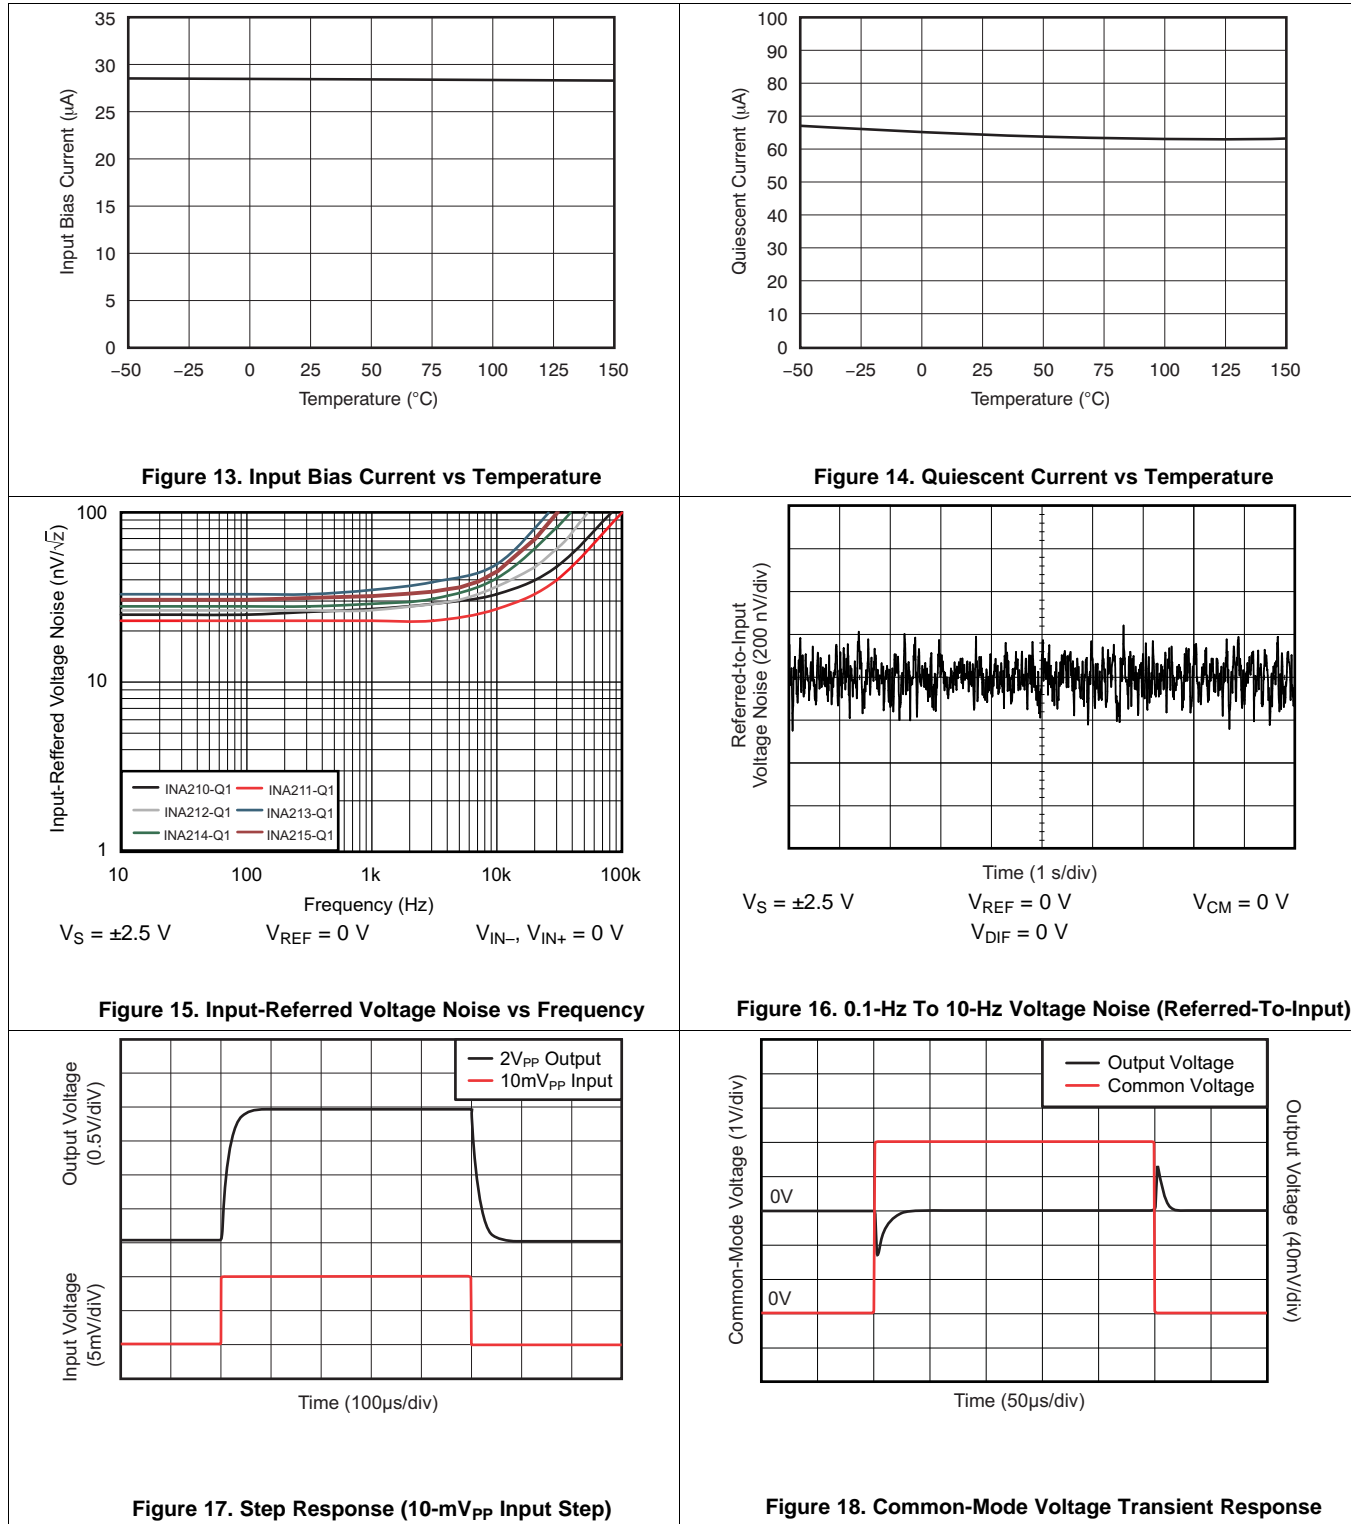 35
30
25
20
15
10
5
0
Input Bias Current (μA)
−50 −25 0 25 50 75 100 125 150
Temperature (°C)
Figure 13. Input Bias Current vs Temperature
100
90
80
70
60
50
40
30
20
10
0
Quiescent Current (μA)
−50 −25 0 25 50 75 100 125 150
Temperature (°C)
Figure 14. Quiescent Current vs Temperature
100
10
1
Input-Reffered Voltage Noise (nV/√z)
INA210-Q1 INA211-Q1
INA212-Q1 INA213-Q1
INA214-Q1 INA215-Q1
10 100 1k 10k 100k
Frequency (Hz)
VS = ±2.5 V VREF = 0 V VIN–, VIN+ = 0 V
Figure 15. Input-Referred Voltage Noise vs Frequency
Referred-to-Input
Voltage Noise (200 nV/div)
Time (1 s/div)
VS = ±2.5 V VREF = 0 V VCM = 0 V
VDIF = 0 V
Figure 16. 0.1-Hz To 10-Hz Voltage Noise (Referred-To-Input)
2VPP Output
10mVPP Input
Output Voltage
(0.5V/diV)
Input Voltage
(5mV/diV)
Time (100μs/div)
Figure 17. Step Response (10-mVPP Input Step)
Output Voltage
Common Voltage
Common-Mode Voltage (1V/div)
0V
0V
Output Voltage (40mV/div)
Time (50μs/div)
Figure 18. Common-Mode Voltage Transient Response